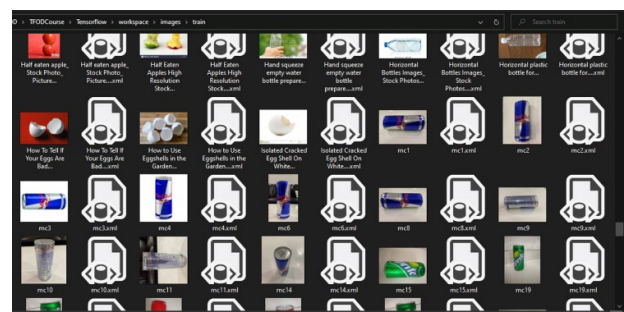 TFODCourse > Tensorflow > workspace > images > train
Search train
Half eaten apple_
Stock Photo_
Picture...
Half eaten apple_
Stock Photo_
Picture....xml
Half Eaten
Apples High
Resolution
Stock...
Half Eaten
Apples High
Resolution
Stock....xml
Hand squeeze
empty water
bottle prepare...
Hand squeeze
empty water
bottle
prepare....xml
Horizontal
Bottles Images_
Stock Photos...
Horizontal
Bottles Images_
Stock
Photos....xml
Horizontal plastic
bottle for...
Horizontal plastic
bottle for....xml
How To Tell If
Your Eggs Are
Bad...
How To Tell If
Your Eggs Are
Bad....xml
How to Use
Eggshells in the
Garden...
How to Use
Eggshells in the
Garden....xml
Isolated Cracked
Egg Shell On
White...
Isolated Cracked
Egg Shell On
White....xml
mc1
mc1.xml
mc2
mc2.xml
mc3
mc3.xml
mc4
mc4.xml
mc6
mc6.xml
mc8
mc8.xml
mc9
mc9.xml
mc10
mc10.xml
mc11
mc11.xml
mc14
mc14.xml
mc15
mc15.xml
mc19
mc19.xml